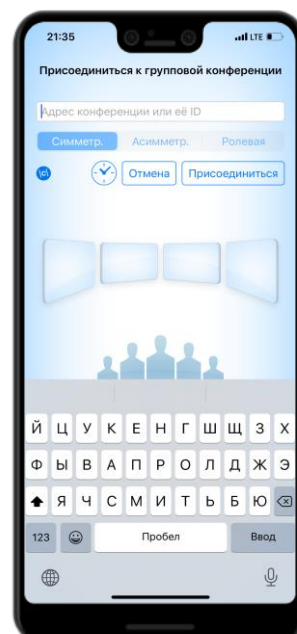 21:35 LTE
Присоединиться к групповой конференции
Адрес конференции или её ID
Симметр. Асимметр. Ролевая
\c\ Отмена Присоединиться
Й Ц У К Е Н Г Ш Щ З Х
Ф Ы В А П Р О Л Д Ж Э
Я Ч С М И Т Ь Б Ю
123 Пробел Ввод